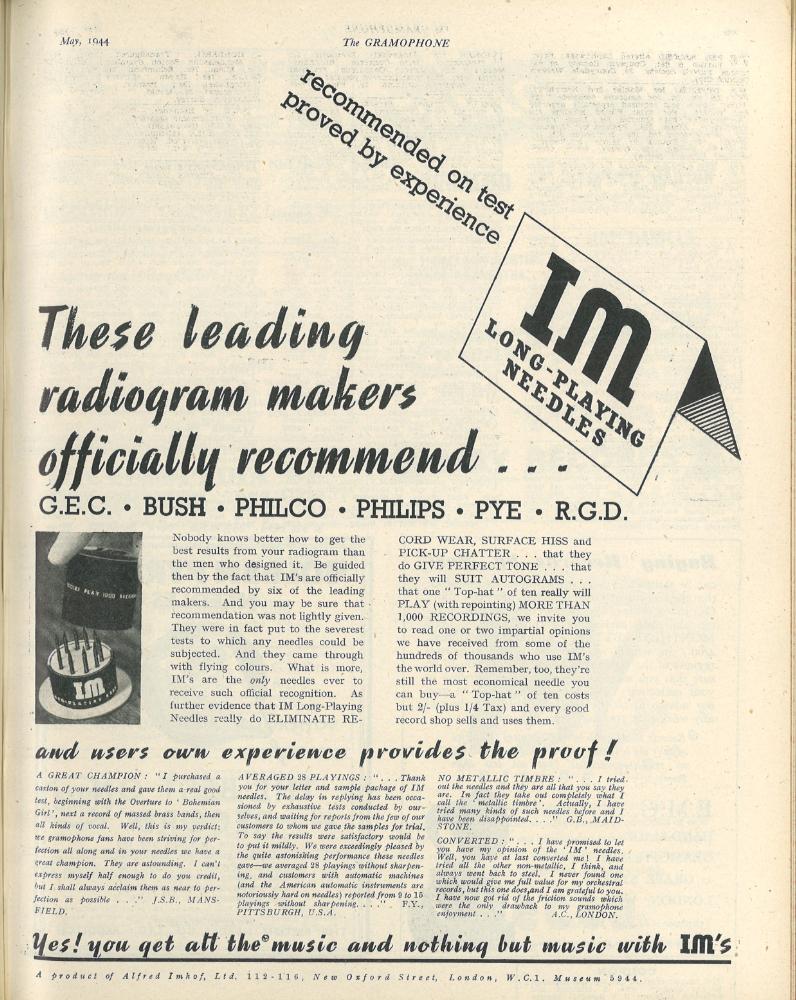 May, 1944
The GRAMOPHONE
recommended on test
proved by experience
IM
LONG-PLAYING
NEEDLES
These leading
radiogram makers
officially recommend . . .
G.E.C. • BUSH • PHILCO • PHILIPS • PYE • R.G.D.
IM
Nobody knows better how to get the
best results from your radiogram than
the men who designed it. Be guided
then by the fact that IM's are officially
recommended by six of the leading
makers. And you may be sure that
recommendation was not lightly given.
They were in fact put to the severest
tests to which any needles could be
subjected. And they came through
with flying colours. What is more,
IM's are the only needles ever to
receive such official recognition. As
further evidence that IM Long-Playing
Needles really do ELIMINATE RE-
CORD WEAR, SURFACE HISS and
PICK-UP CHATTER . . . that they
do GIVE PERFECT TONE . . . that
they will SUIT AUTOGRAMS . . .
that one " Top-hat " of ten really will
PLAY (with repointing) MORE THAN
1,000 RECORDINGS, we invite you
to read one or two impartial opinions
we have received from some of the
hundreds of thousands who use IM's
the world over. Remember, too, they're
still the most economical needle you
can buy—a " Top-hat " of ten costs
but 2/- (plus 1/4 Tax) and every good
record shop sells and uses them.
and users own experience provides the proof!
A GREAT CHAMPION : " I purchased a
carton of your needles and gave them a real good
test, beginning with the Overture to ' Bohemian
Girl', next a record of massed brass bands, then
all kinds of vocal. Well, this is my verdict:
we gramophone fans have been striving for per-
fection all along and in your needles we have a
great champion. They are astounding. I can't
express myself half enough to do you credit,
but I shall always acclaim them as near to per-
fection as possible . . ." J.S.B., MANS-
FIELD.
AVERAGED 28 PLAYINGS : " . . . Thank
you for your letter and sample package of IM
needles. The delay in replying has been occa-
sioned by exhaustive tests conducted by our-
selves, and waiting for reports from the few of our
customers to whom we gave the samples for trial.
To say the results were satisfactory would be
to put it mildly. We were exceedingly pleased by
the quite astonishing performance these needles
gave—we averaged 28 playings without sharpen-
ing, and customers with automatic machines
(and the American automatic instruments are
notoriously hard on needles) reported from 9 to 15
playings without sharpening. . . ." F.Y.,
PITTSBURGH, U.S.A.
NO METALLIC TIMBRE : " . . . I tried
out the needles and they are all that you say they
are. In fact they take out completely what I
call the ' metallic timbre'. Actually, I have
tried many kinds of such needles before and I
have been disappointed. . . ." G.B., MAID-
STONE.
CONVERTED : " . . . I have promised to let
you have my opinion of the 'IM' needles.
Well, you have at last converted me! I have
tried all the other non-metallic, I think, and
always went back to steel. I never found one
which would give me full value for my orchestral
records, but this one does, and I am grateful to you.
I have now got rid of the friction sounds which
were the only drawback to my gramophone
enjoyment . . ." A.C., LONDON.
Yes! you get all the music and nothing but music with IM's
A product of Alfred Imhof, Ltd. 112-116, New Oxford Street, London, W.C.1. Museum 5944.